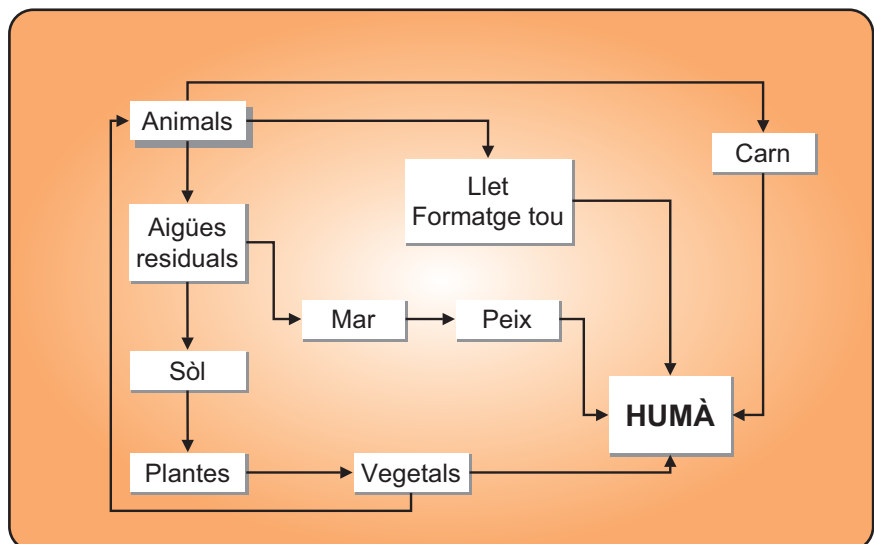 Animals
Carn
Llet
Formatge tou
Aigües
residuals
Mar
Peix
Sòl
HUMÀ
Plantes
Vegetals